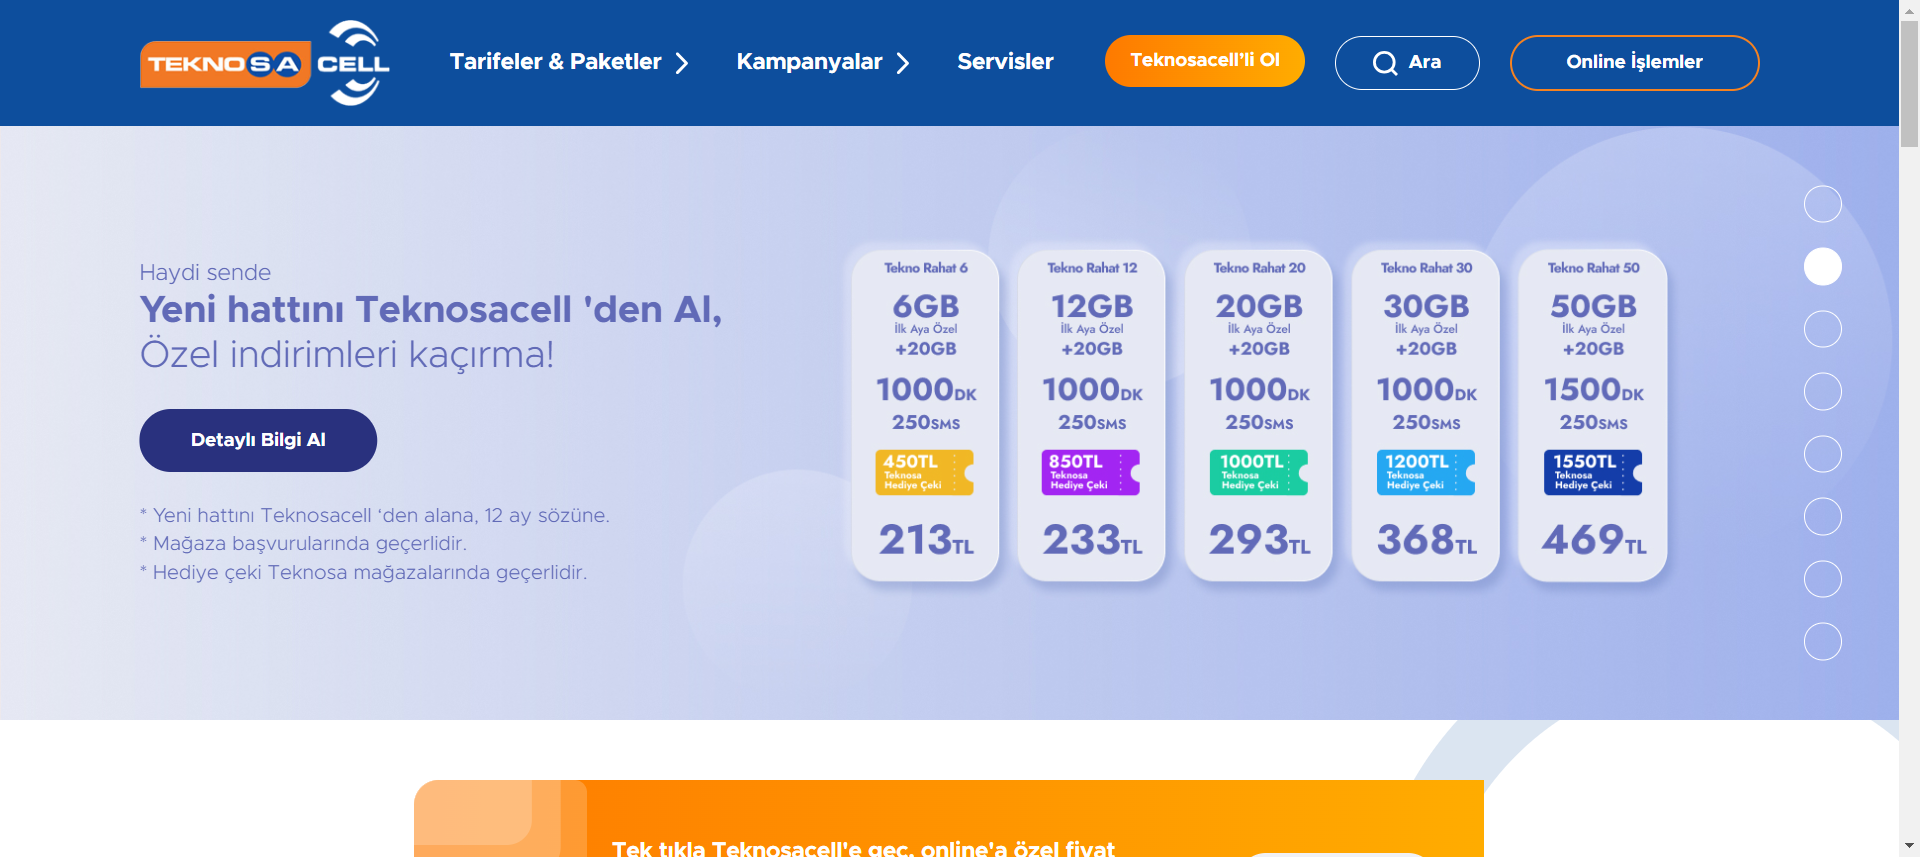 TEKNOSACELL
Tarifeler & Paketler
Kampanyalar
Servisler
Teknosacell’li Ol
Ara
Online İşlemler
Haydi sende
Yeni hattını Teknosacell 'den Al,
Özel indirimleri kaçırma!
Detaylı Bilgi Al
* Yeni hattını Teknosacell ‘den alana, 12 ay sözüne.
* Mağaza başvurularında geçerlidir.
* Hediye çeki Teknosa mağazalarında geçerlidir.
Tekno Rahat 6
6GB
İlk Aya Özel
+20GB
1000DK
250SMS
450TL
Teknosa
Hediye Çeki
213TL
Tekno Rahat 12
12GB
İlk Aya Özel
+20GB
1000DK
250SMS
850TL
Teknosa
Hediye Çeki
233TL
Tekno Rahat 20
20GB
İlk Aya Özel
+20GB
1000DK
250SMS
1000TL
Teknosa
Hediye Çeki
293TL
Tekno Rahat 30
30GB
İlk Aya Özel
+20GB
1000DK
250SMS
1200TL
Teknosa
Hediye Çeki
368TL
Tekno Rahat 50
50GB
İlk Aya Özel
+20GB
1500DK
250SMS
1550TL
Teknosa
Hediye Çeki
469TL
Tek tıkla Teknosacell'e geç, online'a özel fiyat